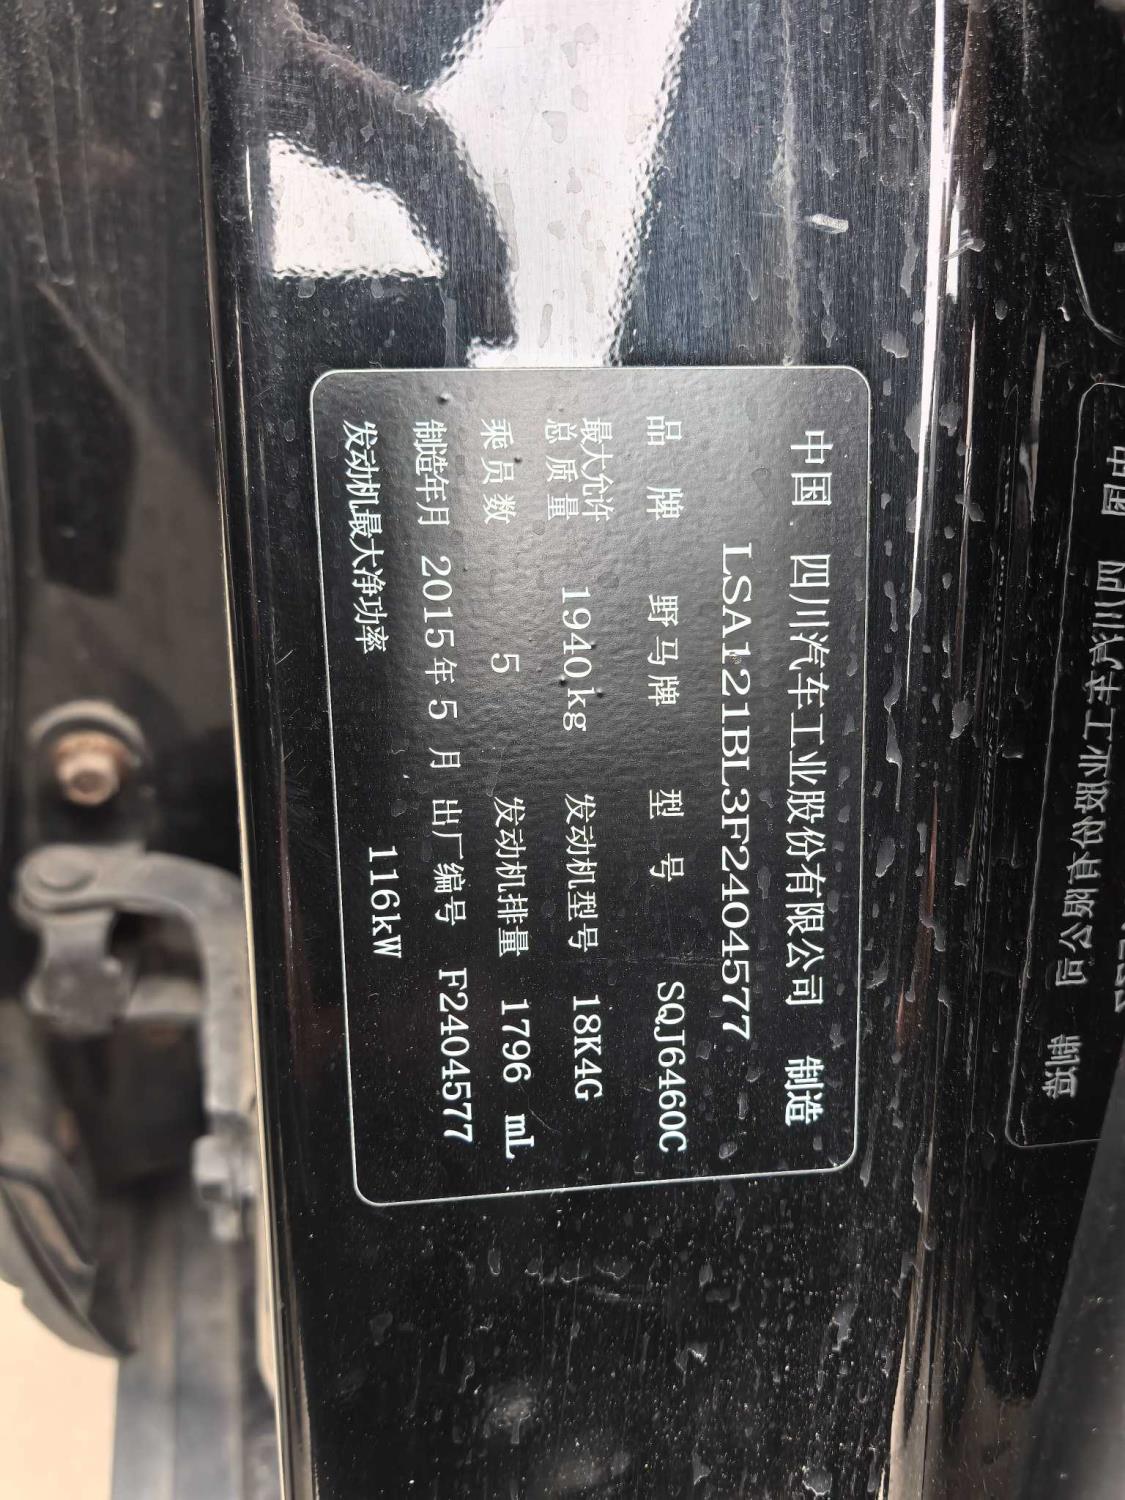 中国 四川汽车工业股份有限公司 制造
LSA121BL3F2404577
品牌 野马牌 型号 SQJ6460C
最大允许总质量 1940kg 发动机型号 18K4G
乘员数 5 发动机排量 1796 mL
制造年月 2015年5月 出厂编号 F2404577
发动机最大净功率 116kW